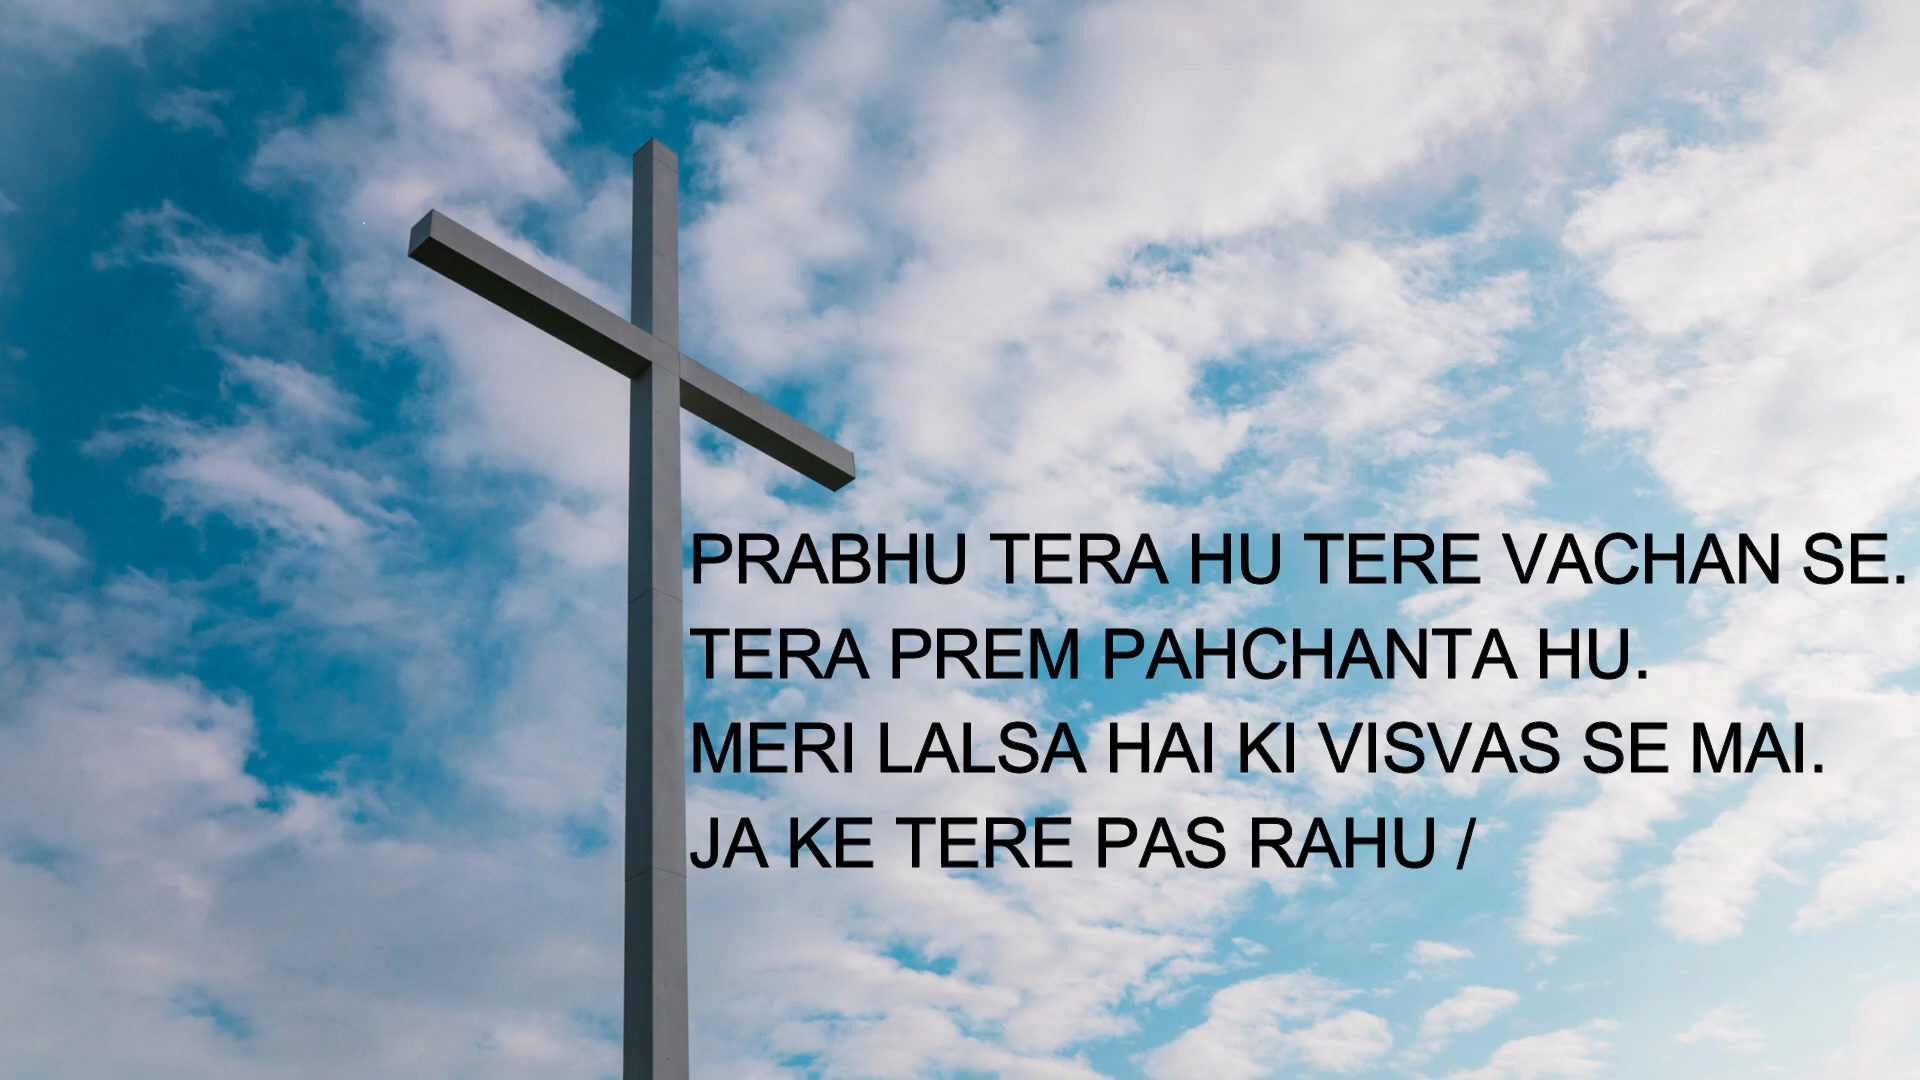 PRABHU TERA HU TERE VACHAN SE.
TERA PREM PAHCHANTA HU.
MERI LALSA HAI KI VISVAS SE MAI.
JA KE TERE PAS RAHU /